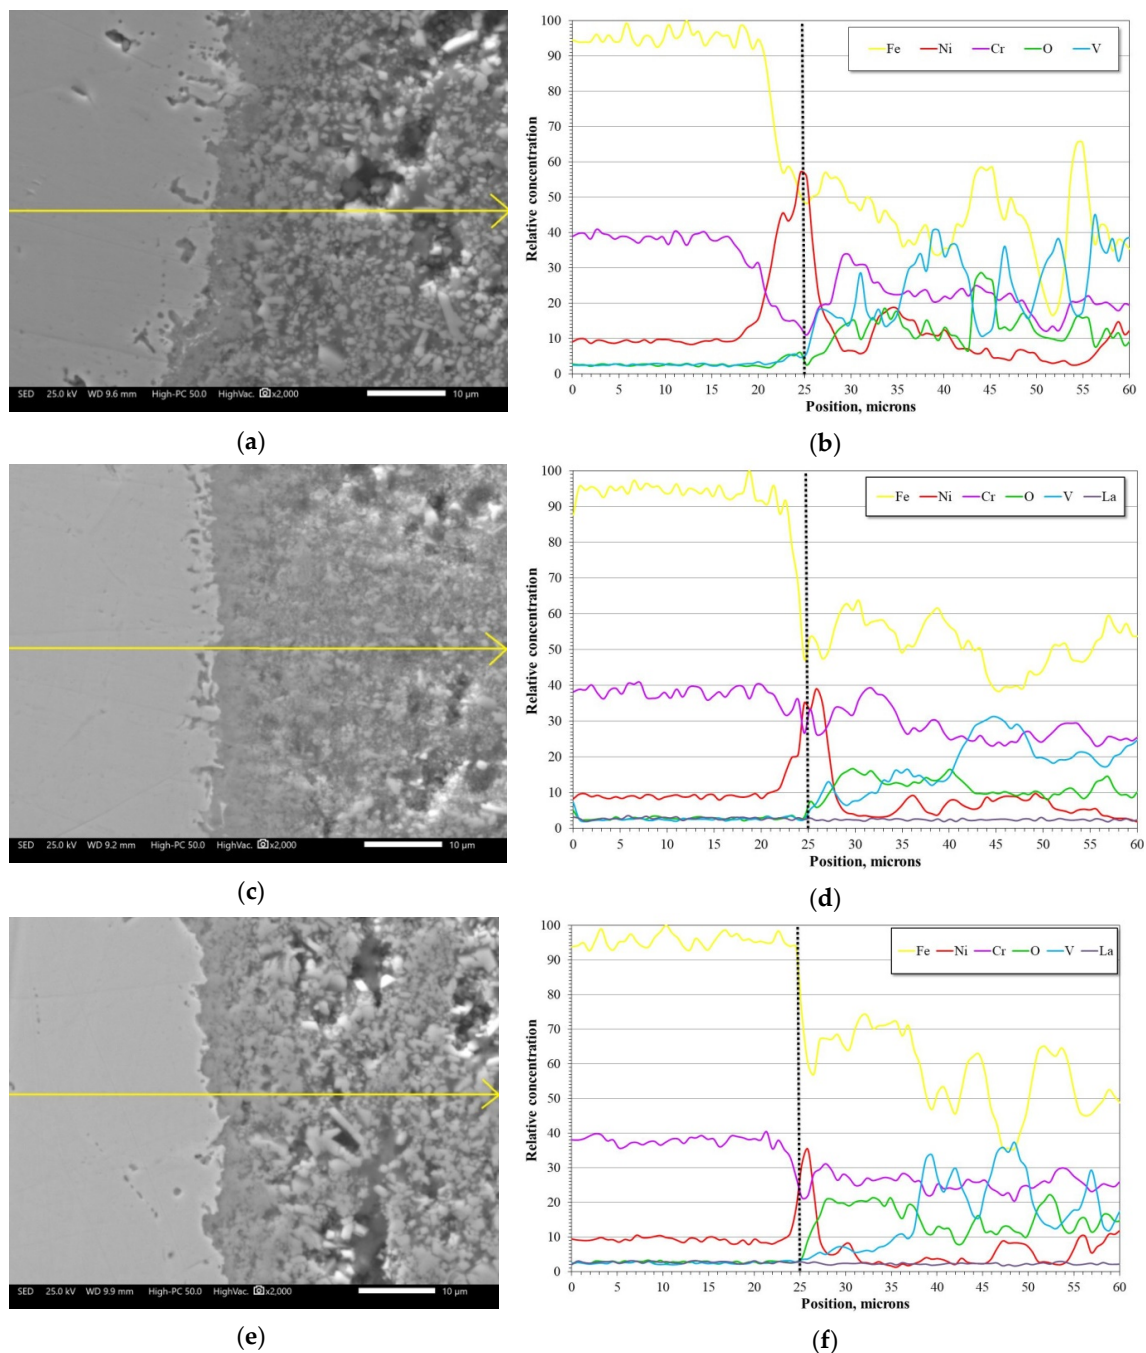 Fe Ni Cr O V
100
90
80
70
60
50
40
30
20
10
0
Relative concentration
0 5 10 15 20 25 30 35 40 45 50 55 60
Position, microns
SED 25.0 kV WD 9.6 mm High-PC 50.0 HighVac. x2,000 10 µm
(a)
(b)
Fe Ni Cr O V La
100
90
80
70
60
50
40
30
20
10
0
Relative concentration
0 5 10 15 20 25 30 35 40 45 50 55 60
Position, microns
SED 25.0 kV WD 9.2 mm High-PC 50.0 HighVac. x2,000 10 µm
(c)
(d)
Fe Ni Cr O V La
100
90
80
70
60
50
40
30
20
10
0
Relative concentration
0 5 10 15 20 25 30 35 40 45 50 55 60
Position, microns
SED 25.0 kV WD 9.9 mm High-PC 50.0 HighVac. x2,000 10 µm
(e)
(f)